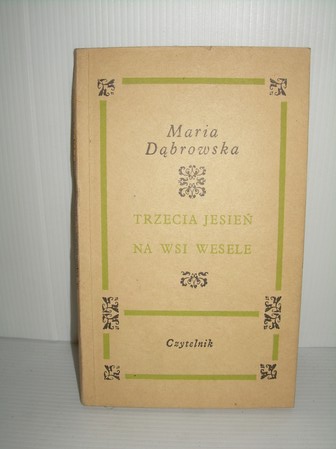 Maria
Dąbrowska
TRZECIA JESIEŃ
NA WSI WESELE
Czytelnik